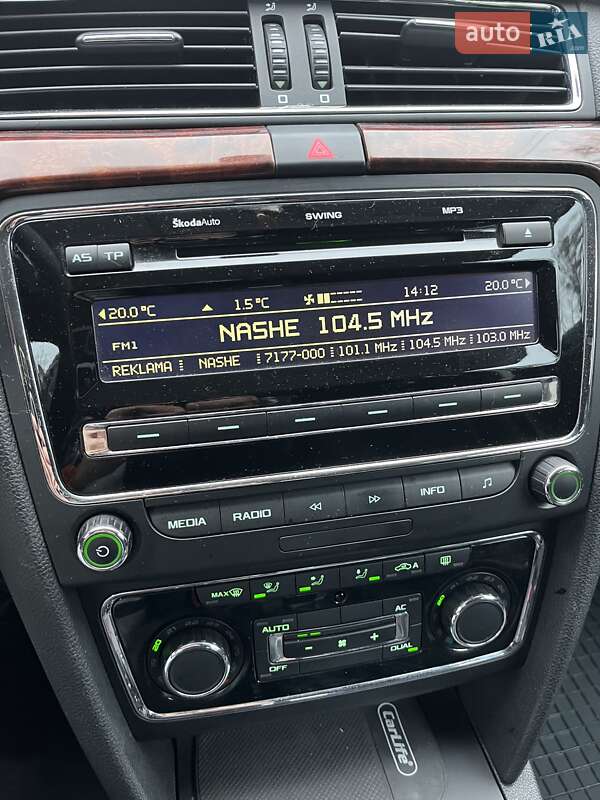 auto RIA .com
ŠkodaAuto SWING MP3
AS TP
20.0°C 1.5°C 14:12 20.0°C
FM1 NASHE 104.5 MHz
REKLAMA NASHE 7177-000 101.1 MHz 104.5 MHz 103.0 MHz
MEDIA RADIO INFO
MAX A
AUTO AC
20
- +
OFF DUAL
CarLife®